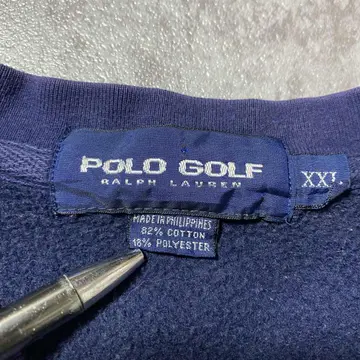 POLO GOLF
RALPH LAUREN
XXL
MADE IN PHILIPPINES
82% COTTON
18% POLYESTER